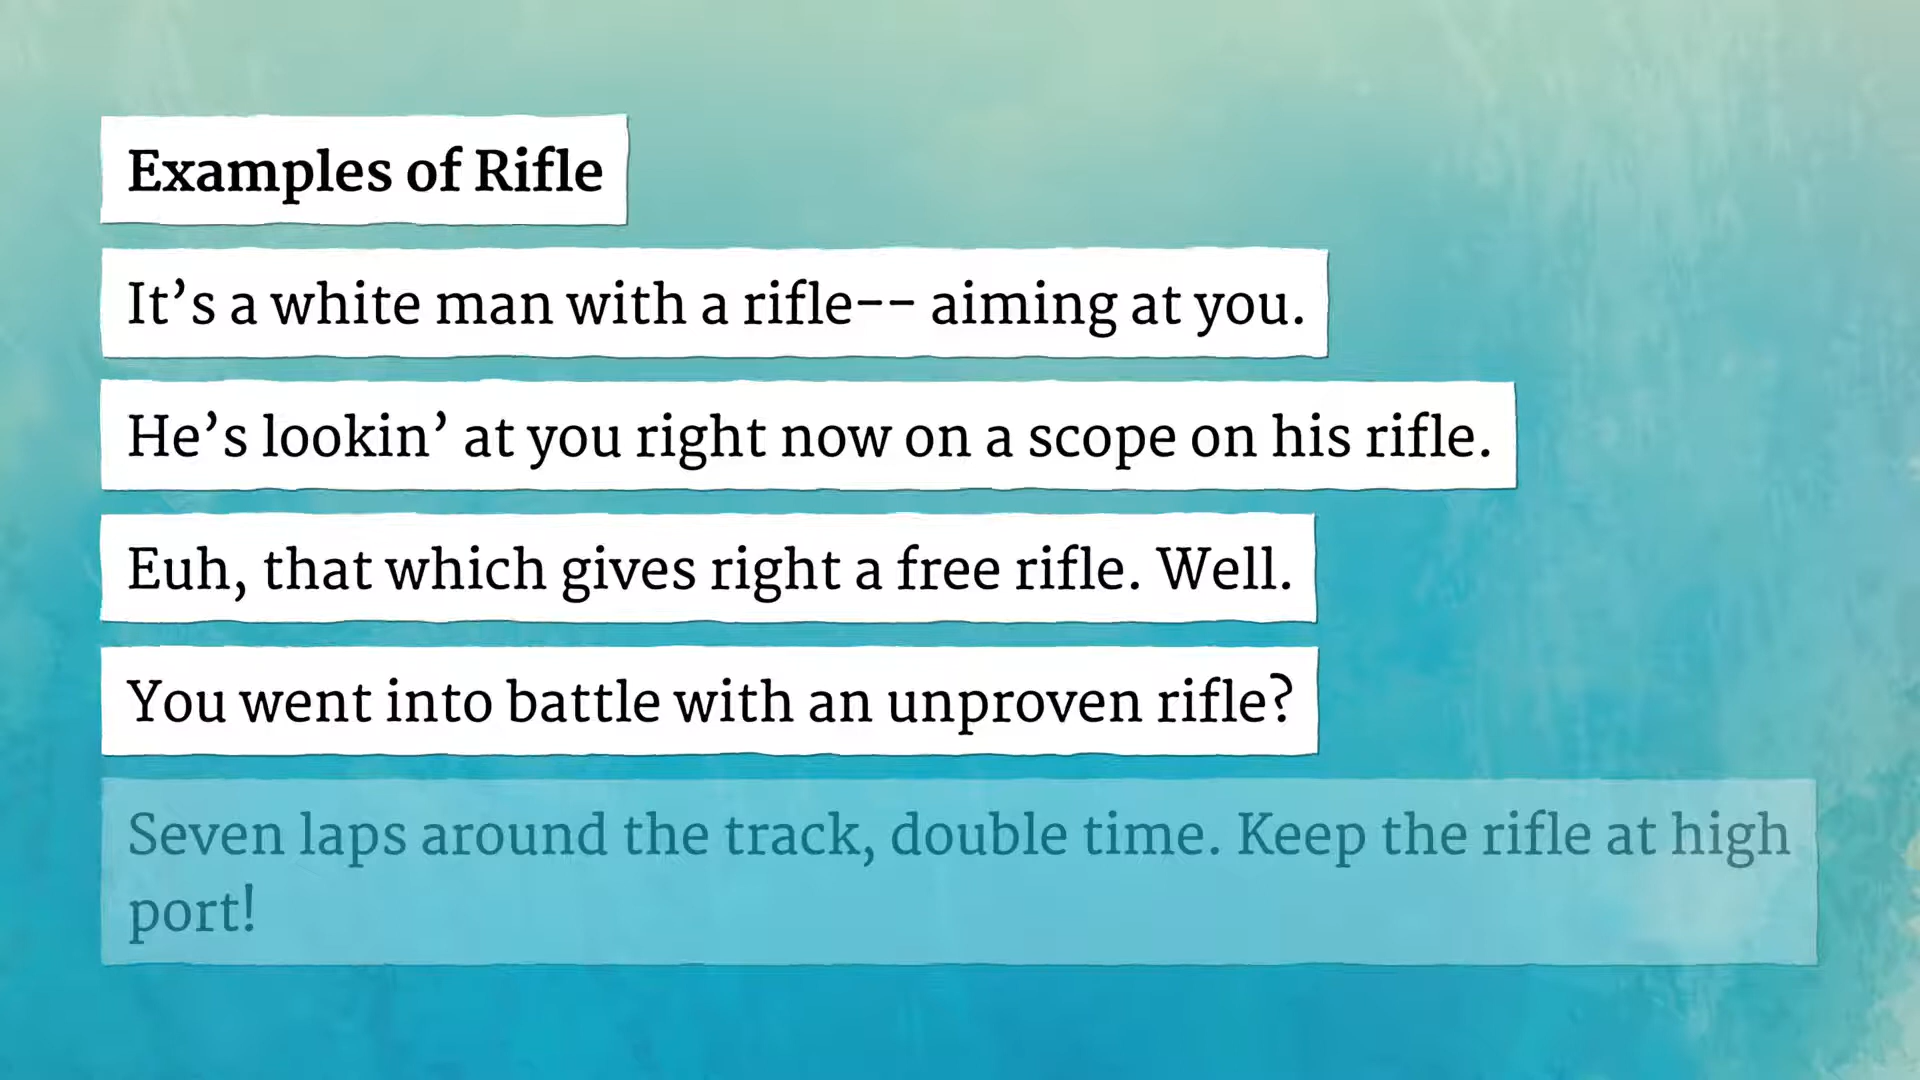 Examples of Rifle
It’s a white man with a rifle-- aiming at you.
He’s lookin’ at you right now on a scope on his rifle.
Euh, that which gives right a free rifle. Well.
You went into battle with an unproven rifle?
Seven laps around the track, double time. Keep the rifle at high
port!